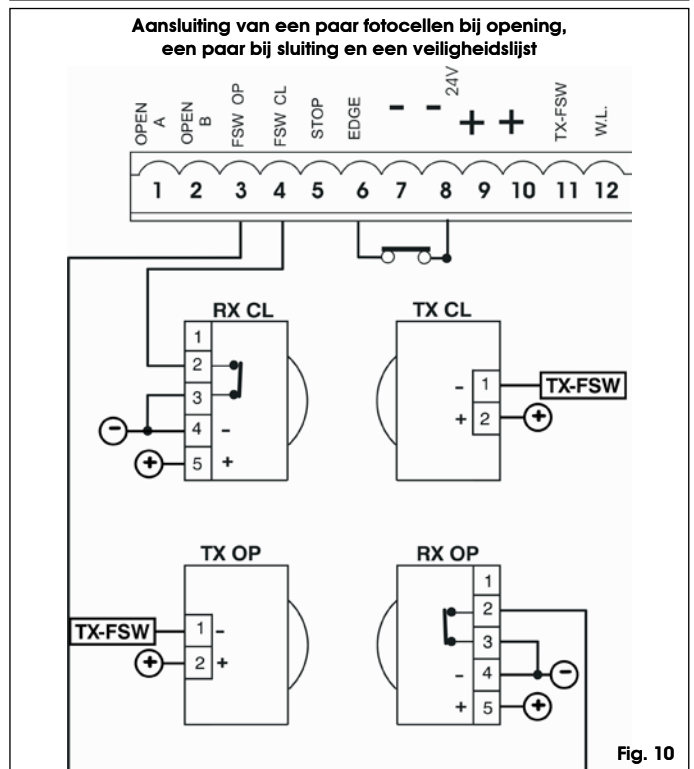 Aansluiting van een paar fotocellen bij opening,
een paar bij sluiting en een veiligheidslijst
OPEN A
OPEN B
FSW OP
FSW CL
STOP
EDGE
- -
24V
+ +
TX-FSW
W.L.
1 2 3 4 5 6 7 8 9 10 11 12
RX CL
1
2
3
4 -
5 +
-
+
TX CL
- 1
+ 2
TX-FSW
+
TX OP
1 -
2 +
TX-FSW
+
RX OP
1
2
3
- 4
+ 5
-
+
Fig. 10